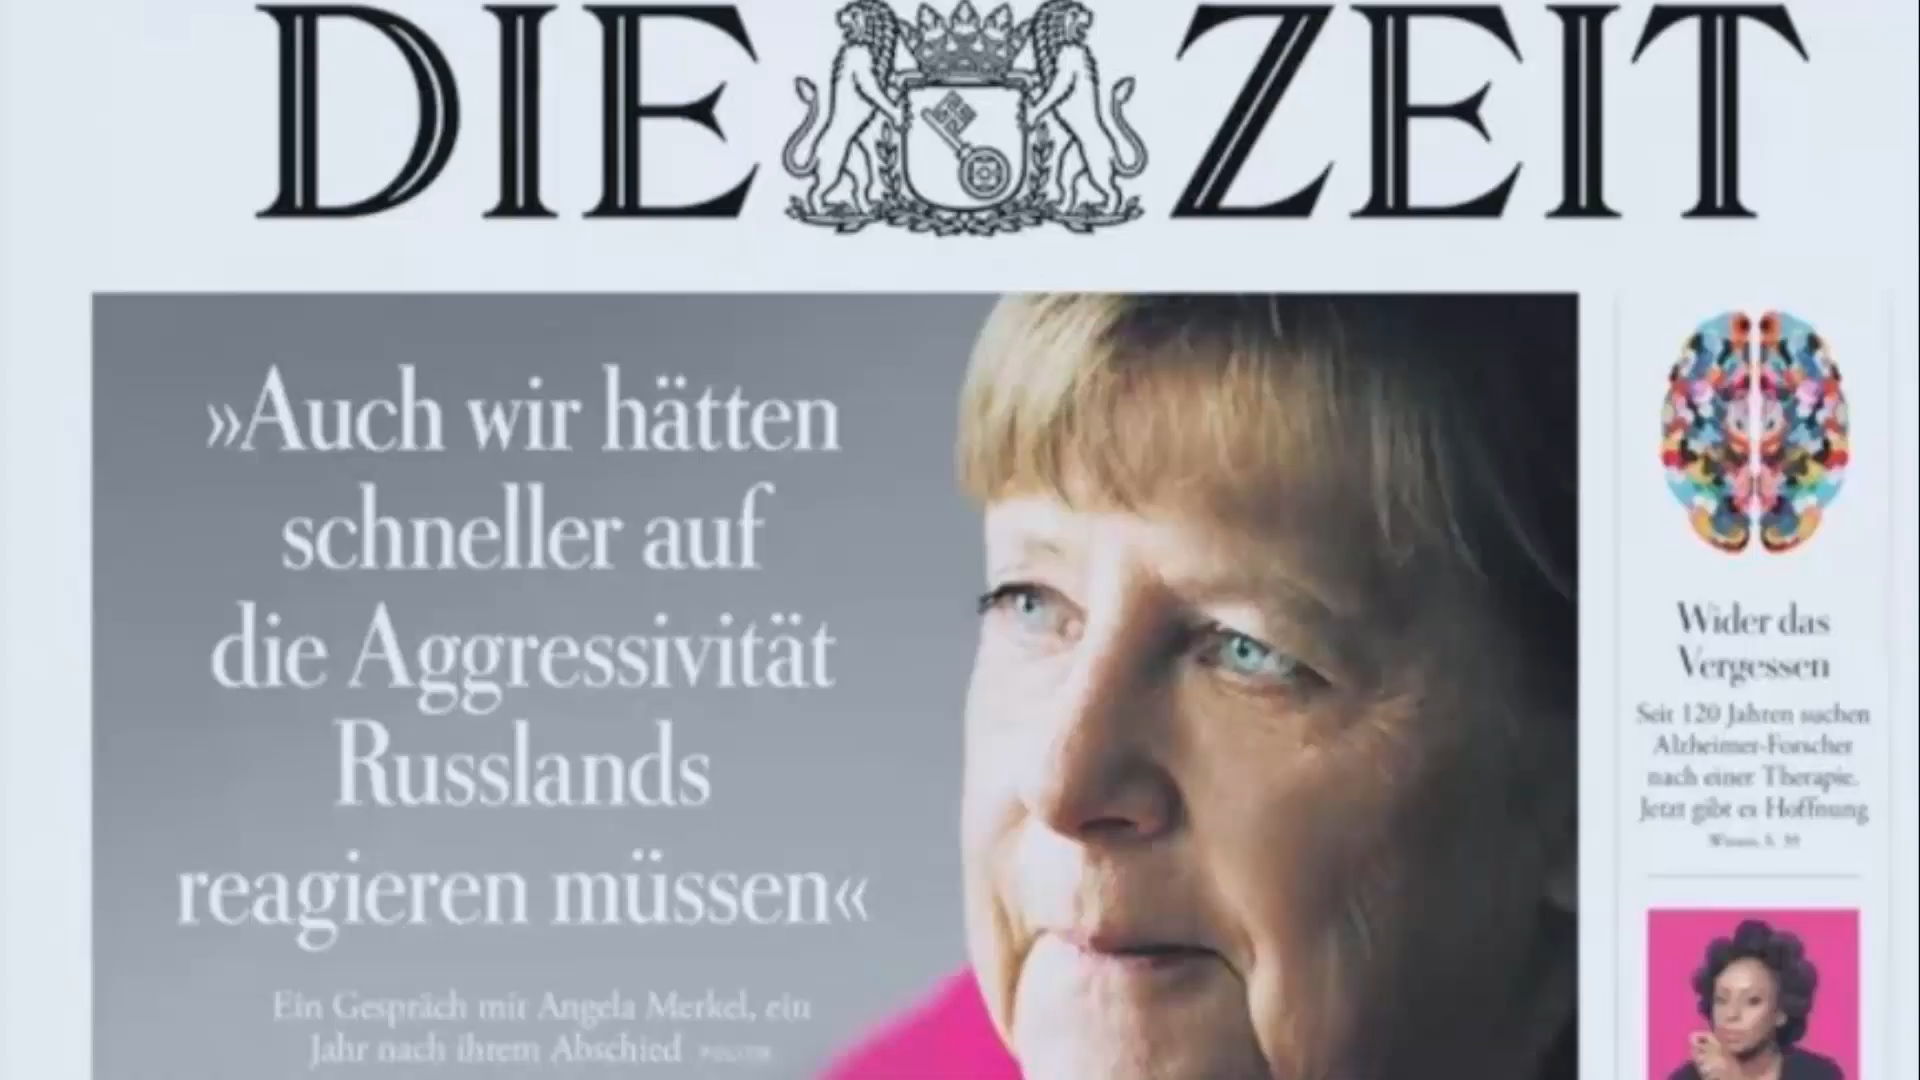 DIE ZEIT
»Auch wir hätten
schneller auf
die Aggressivität
Russlands
reagieren müssen«
Ein Gespräch mit Angela Merkel, ein
Jahr nach ihrem Abschied POLITIK
Wider das
Vergessen
Seit 120 Jahren suchen
Alzheimer-Forscher
nach einer Therapie.
Jetzt gibt es Hoffnung